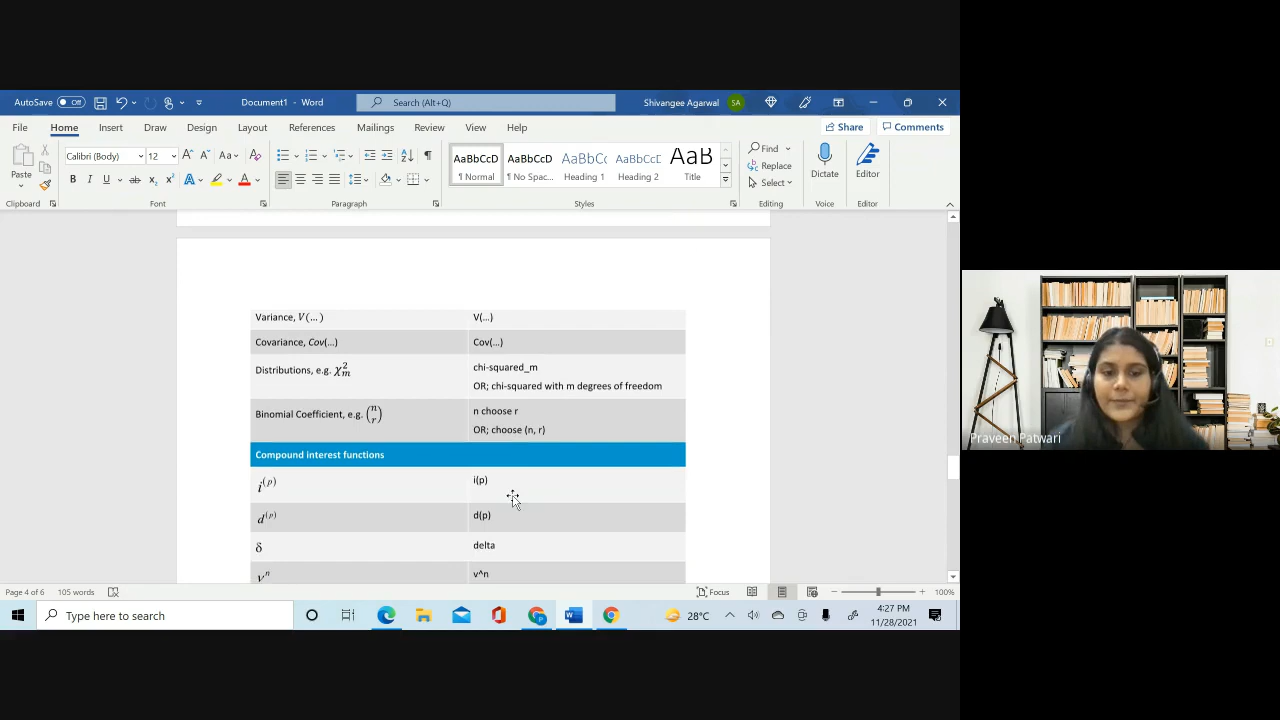 AutoSave Off
Document1 - Word
Search (Alt+Q)
Shivangee Agarwal SA
File Home Insert Draw Design Layout References Mailings Review View Help
Share Comments
Paste
Calibri (Body) 12
Aa
B I U ab x₂ x² A A
¶
AaBbCcD AaBbCcD AaBbCc AaBbCcD AaB
¶ Normal ¶ No Spac... Heading 1 Heading 2 Title
Find
Replace
Select
Dictate
Editor
Clipboard Font Paragraph Styles Editing Voice Editor
Variance, V(...) V(...)
Covariance, Cov(...) Cov(...)
Distributions, e.g. χ²ₘ chi-squared_m
OR; chi-squared with m degrees of freedom
Binomial Coefficient, e.g. (n r) n choose r
OR; choose (n, r)
Compound interest functions
i⁽ᵖ⁾ i(p)
d⁽ᵖ⁾ d(p)
δ delta
vⁿ v^n
Page 4 of 6 105 words
Focus
100%
Type here to search
28°C
4:27 PM
11/28/2021
Praveen Patwari